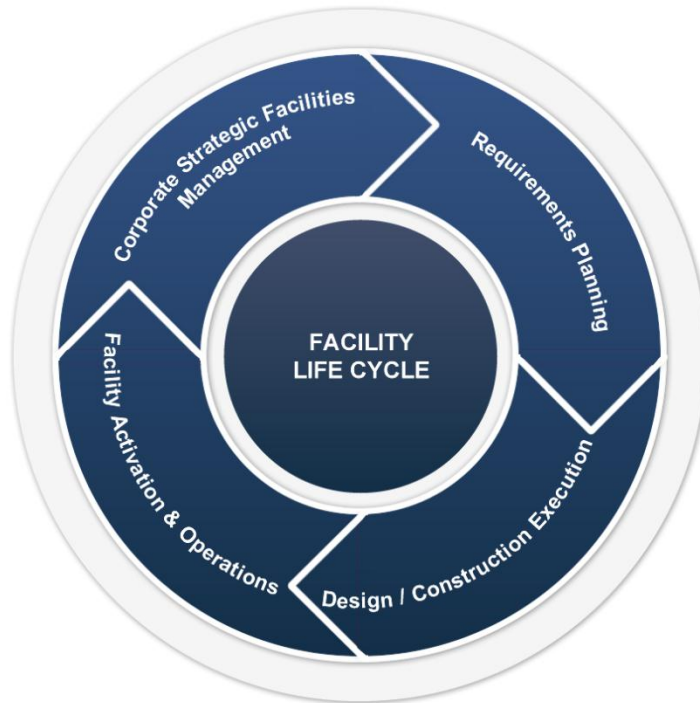 FACILITY
LIFE CYCLE
Corporate Strategic Facilities
Management
Requirements Planning
Design / Construction Execution
Facility Activation & Operations